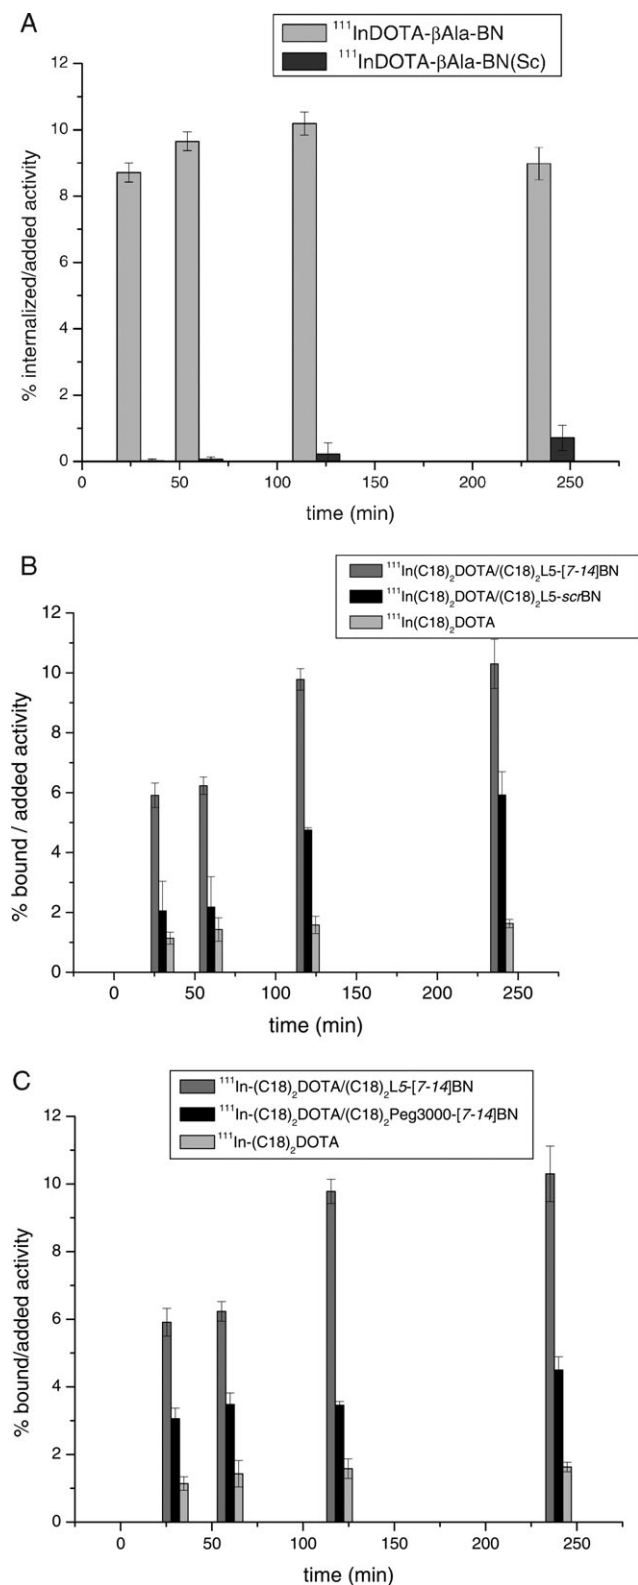 A
¹¹¹InDOTA-βAla-BN
¹¹¹InDOTA-βAla-BN(Sc)
% internalized/added activity
12
10
8
6
4
2
0
0 50 100 150 200 250
time (min)
B
¹¹¹In(C18)₂DOTA/(C18)₂L5-[7-14]BN
¹¹¹In(C18)₂DOTA/(C18)₂L5-scrBN
¹¹¹In(C18)₂DOTA
% bound / added activity
12
10
8
6
4
2
0
0 50 100 150 200 250
time (min)
C
¹¹¹In-(C18)₂DOTA/(C18)₂L5-[7-14]BN
¹¹¹In-(C18)₂DOTA/(C18)₂Peg3000-[7-14]BN
¹¹¹In-(C18)₂DOTA
% bound/added activity
12
10
8
6
4
2
0
0 50 100 150 200 250
time (min)